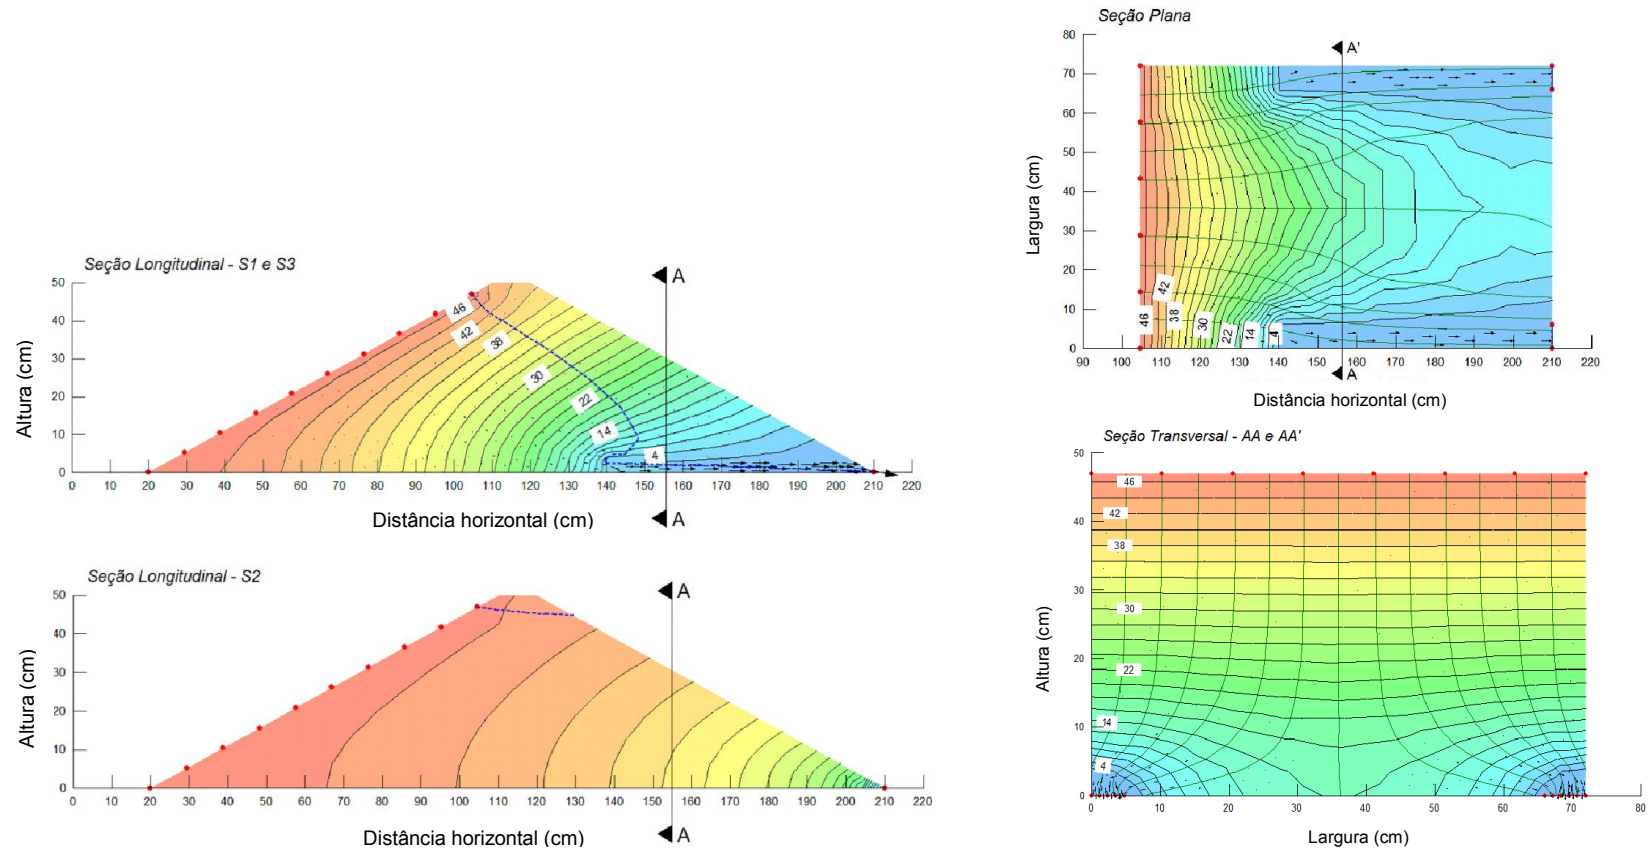 Seção Longitudinal - S1 e S3
50
40
30
20
10
0
Altura (cm)
46
42
38
30
22
14
4
A
A
0 10 20 30 40 50 60 70 80 90 100 110 120 130 140 150 160 170 180 190 200 210 220
Distância horizontal (cm)
Seção Longitudinal - S2
50
40
30
20
10
0
Altura (cm)
A
A
0 10 20 30 40 50 60 70 80 90 100 110 120 130 140 150 160 170 180 190 200 210 220
Distância horizontal (cm)
Seção Plana
80
70
60
50
40
30
20
10
0
Largura (cm)
A'
A
46 42 38 30 22 14 4
90 100 110 120 130 140 150 160 170 180 190 200 210 220
Distância horizontal (cm)
Seção Transversal - AA e AA'
50
40
30
20
10
0
Altura (cm)
46
42
38
30
22
14
4
0 10 20 30 40 50 60 70 80
Largura (cm)